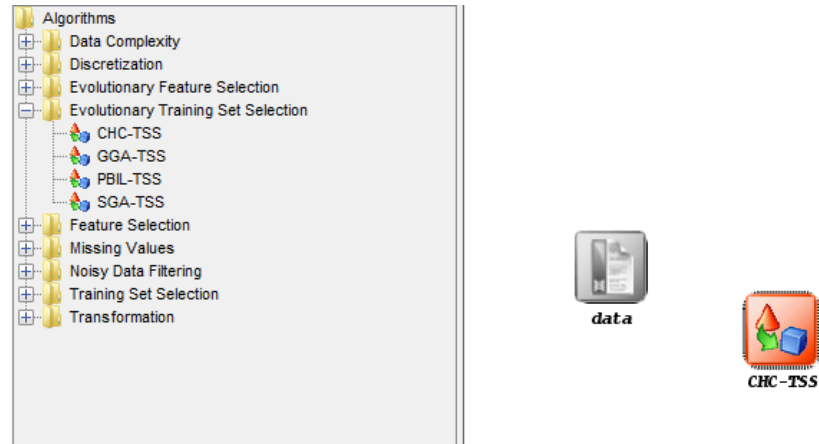 Algorithms
Data Complexity
Discretization
Evolutionary Feature Selection
Evolutionary Training Set Selection
CHC-TSS
GGA-TSS
PBIL-TSS
SGA-TSS
Feature Selection
Missing Values
Noisy Data Filtering
Training Set Selection
Transformation
data
CHC-TSS